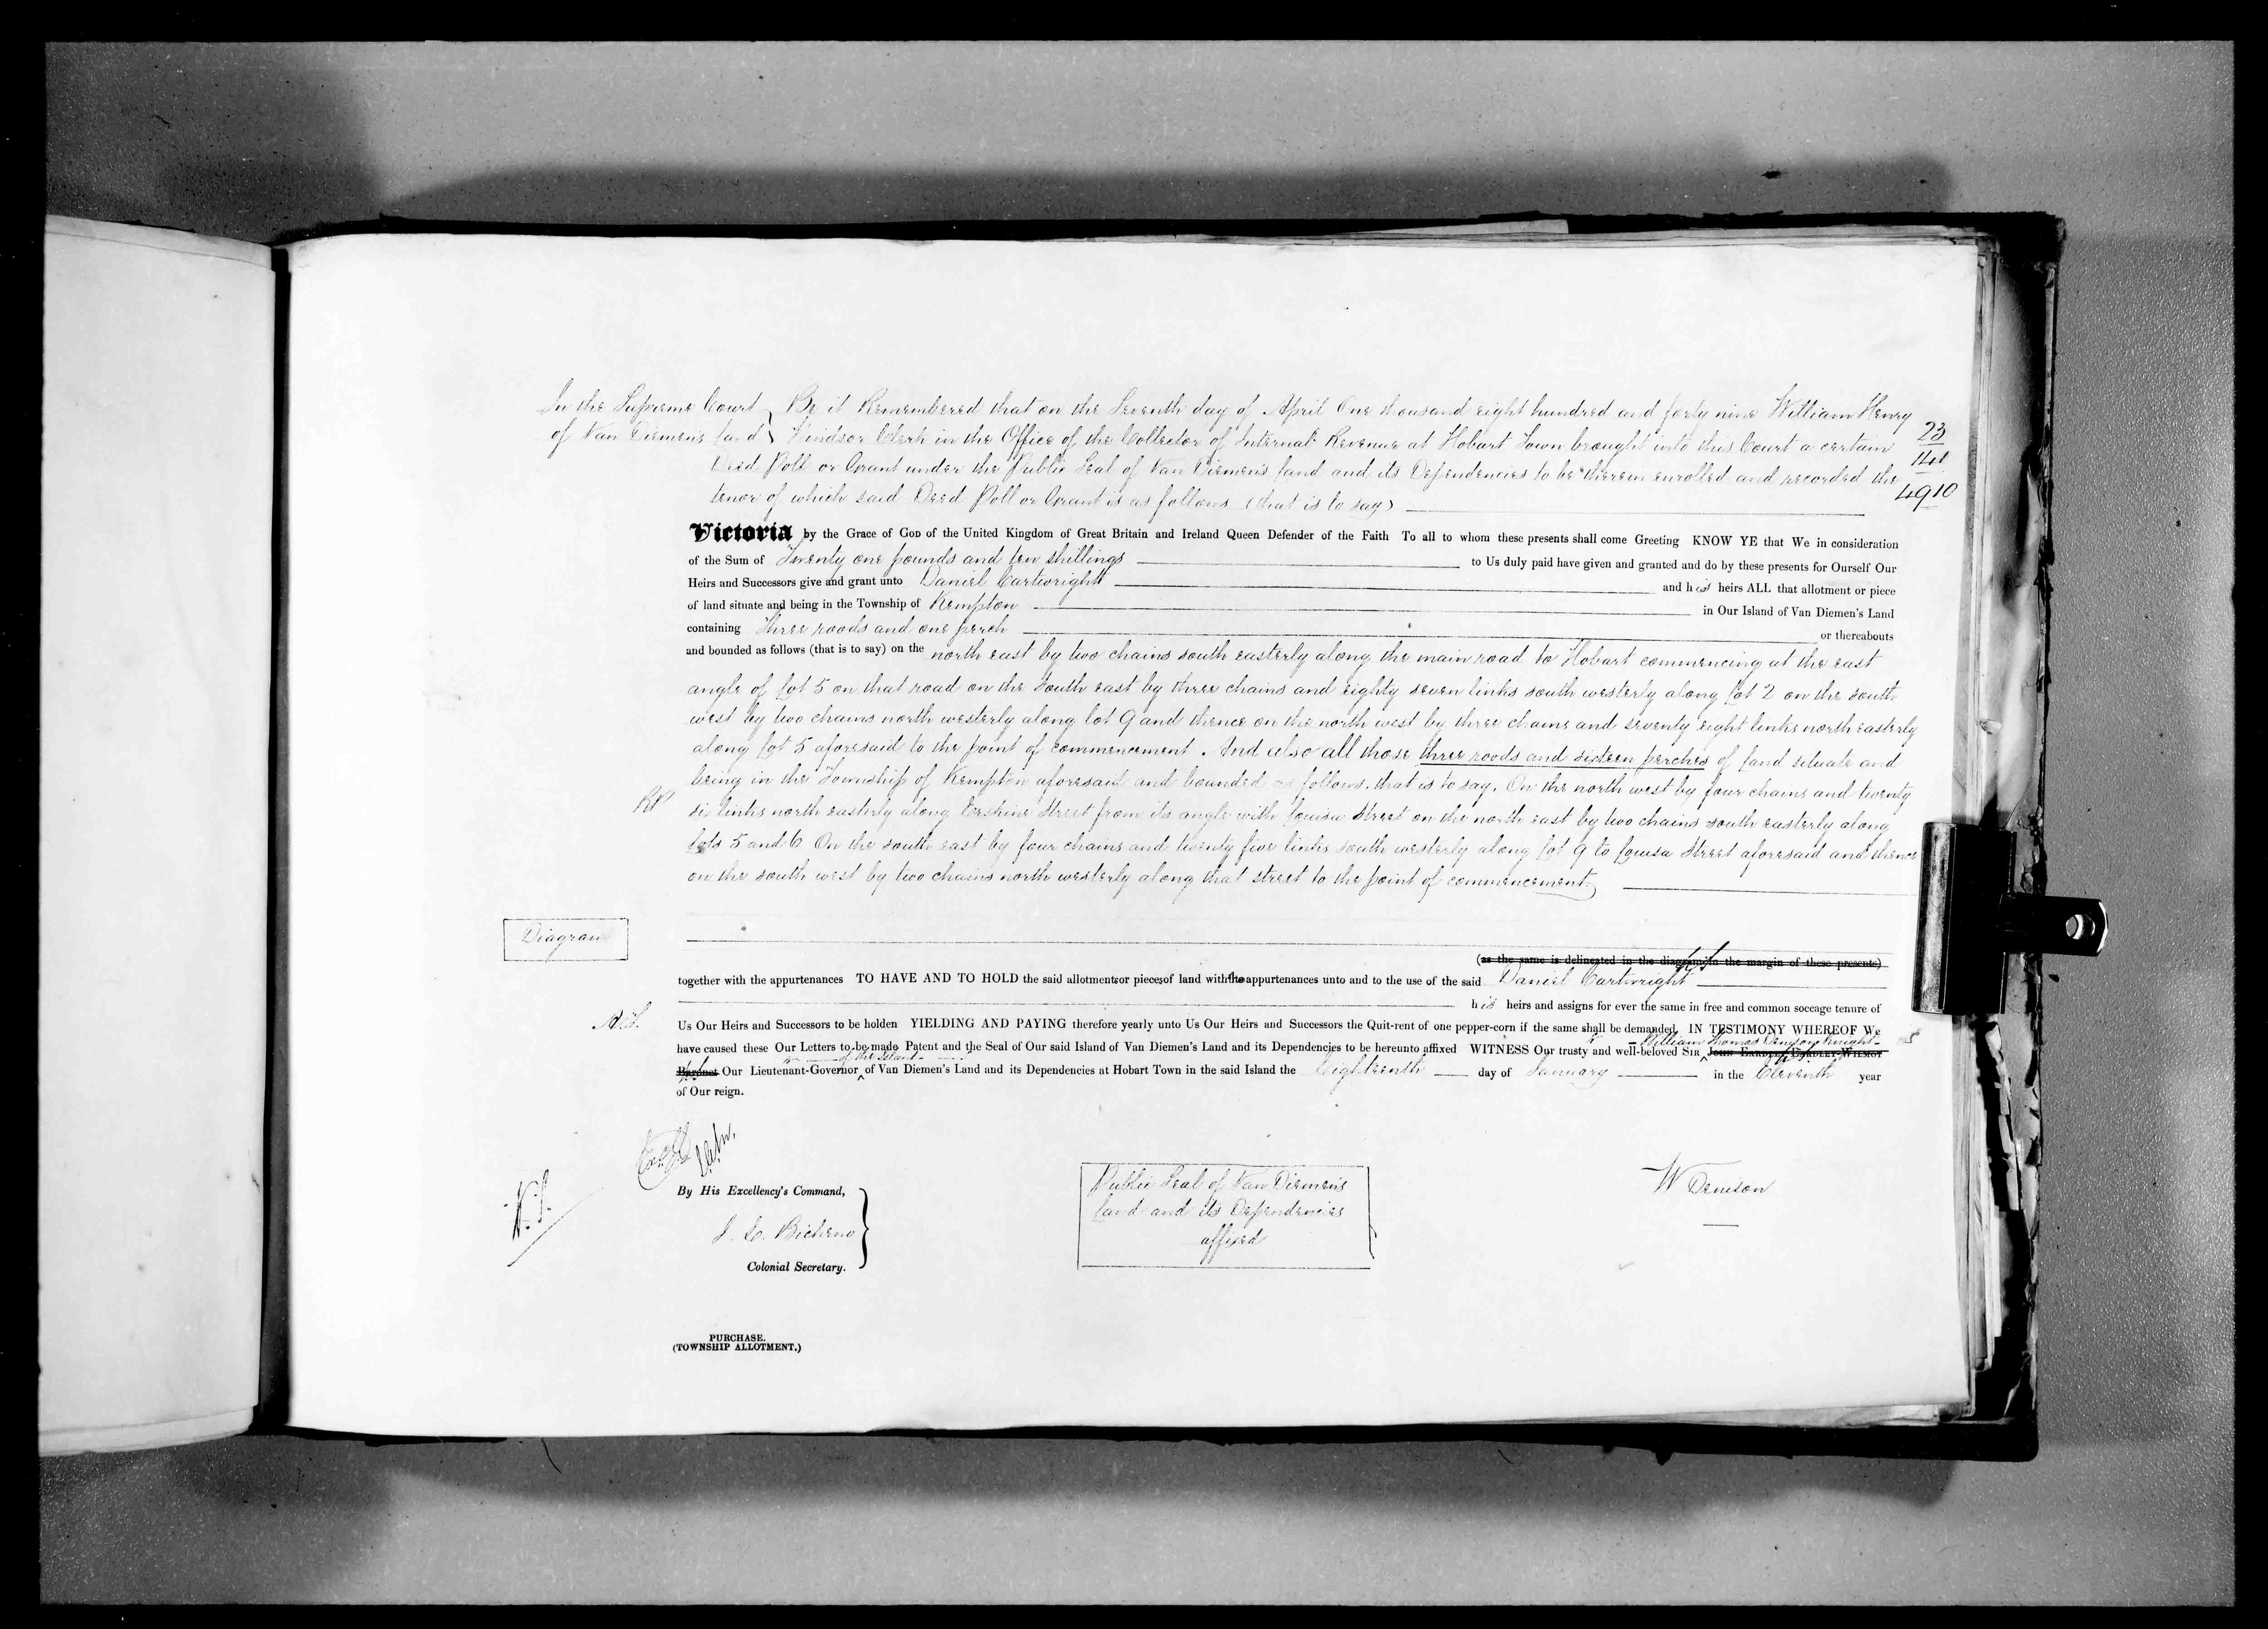 In the Supreme Court } Be it Remembered that on the Seventh day of April One thousand eight hundred and forty nine William Henry
of Van Diemens land } Windsor Clerk in the Office of the Collector of Internal Revenue at Hobart Town brought into this Court a certain
Deed Poll or Grant under the Public Seal of Van Diemens land and its Dependencies to be therein enrolled and recorded the
tenor of which said Deed Poll or Grant is as follows (that is to say)
23
141
4910
Victoria by the Grace of God of the United Kingdom of Great Britain and Ireland Queen Defender of the Faith To all to whom these presents shall come Greeting KNOW YE that We in consideration
of the Sum of Twenty one pounds and ten shillings to Us duly paid have given and granted and do by these presents for Ourself Our
Heirs and Successors give and grant unto Daniel Cartwright and his heirs ALL that allotment or piece
of land situate and being in the Township of Kempton in Our Island of Van Diemen's Land
containing Three roods and one perch or thereabouts
and bounded as follows (that is to say) on the north east by two chains south easterly along the main road to Hobart commencing at the east
angle of lot 5 on that road on the South east by three chains and eighty seven links south westerly along lot 2 on the south
west by two chains north westerly along lot 9 and thence on the north west by three chains and seventy eight links north easterly
along lot 5 aforesaid to the point of commencement. And also all those three roods and sixteen perches of land situate and
being in the Township of Kempton aforesaid and bounded as follows. that is to say. On the north west by four chains and twenty
six links north easterly along Erskine Street from its angle with Louisa Street on the north east by two chains south easterly along
lots 5 and 6 On the south east by four chains and twenty five links south westerly along lot 9 to Louisa Street aforesaid and thence
on the south west by two chains north westerly along that street to the point of commencement.
Diagram
(as the same is delineated in the diagram in the margin of these presents)
together with the appurtenances TO HAVE AND TO HOLD the said allotments or pieces of land with the appurtenances unto and to the use of the said Daniel Cartwright
his heirs and assigns for ever the same in free and common soccage tenure of
Us Our Heirs and Successors to be holden YIELDING AND PAYING therefore yearly unto Us Our Heirs and Successors the Quit-rent of one pepper-corn if the same shall be demanded IN TESTIMONY WHEREOF We
William Thomas Denison Knight
have caused these Our Letters to be made Patent and the Seal of Our said Island of Van Diemen's Land and its Dependencies to be hereunto affixed WITNESS Our trusty and well-beloved Sir John Eardley Eardley-Wilmot
of the Island
Baronet Our Lieutenant-Governor of Van Diemen's Land and its Dependencies at Hobart Town in the said Island the Eighteenth day of January in the Eleventh year
of Our reign.
By His Excellency's Command,
J. E. Bicheno
Colonial Secretary.
Public Seal of Van Diemens
land and its Dependencies
affixed
W Denison
PURCHASE.
(TOWNSHIP ALLOTMENT.)